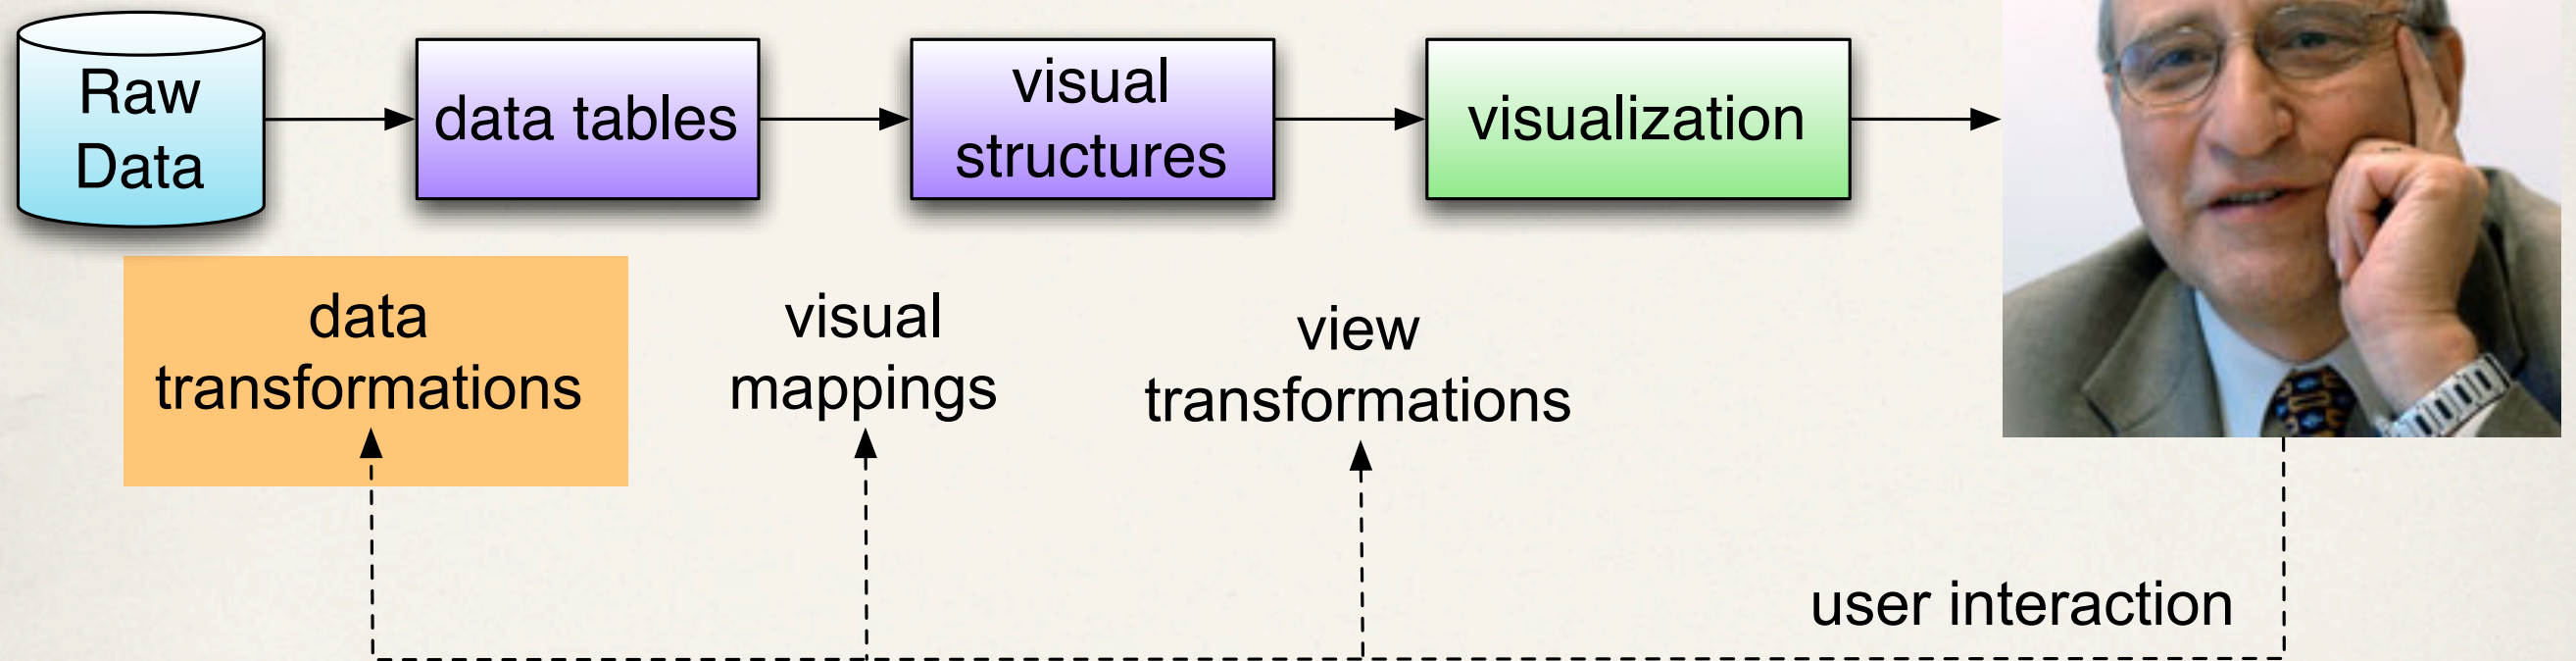 Raw
Data
data tables
visual
structures
visualization
data
transformations
visual
mappings
view
transformations
user interaction